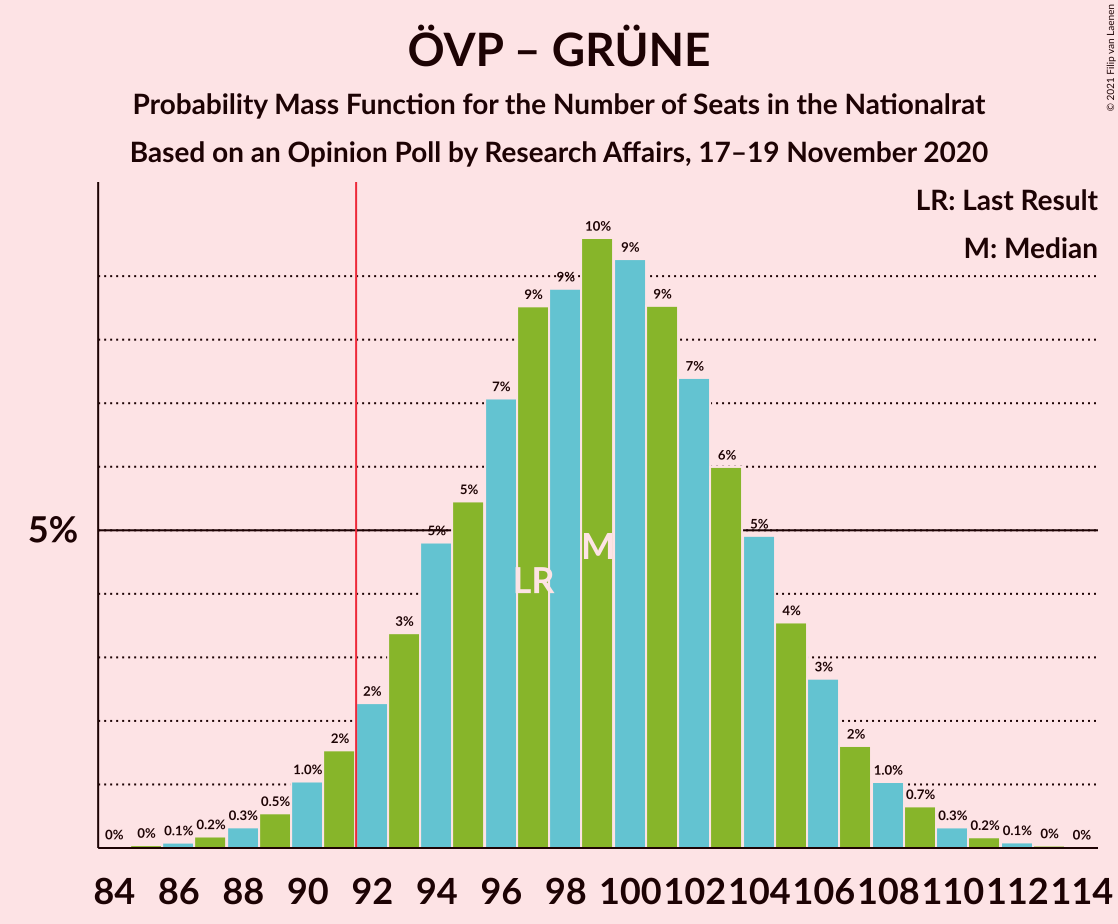 ÖVP – GRÜNE
Probability Mass Function for the Number of Seats in the Nationalrat
Based on an Opinion Poll by Research Affairs, 17–19 November 2020
© 2021 Filip van Laenen
LR: Last Result
M: Median
5%
0% 0% 0.1% 0.2% 0.3% 0.5% 1.0% 2% 2% 3% 5% 5% 7% 9% 9% 10% 9% 9% 7% 6% 5% 4% 3% 2% 1.0% 0.7% 0.3% 0.2% 0.1% 0% 0%
LR M
84 86 88 90 92 94 96 98 100 102 104 106 108 110 112 114